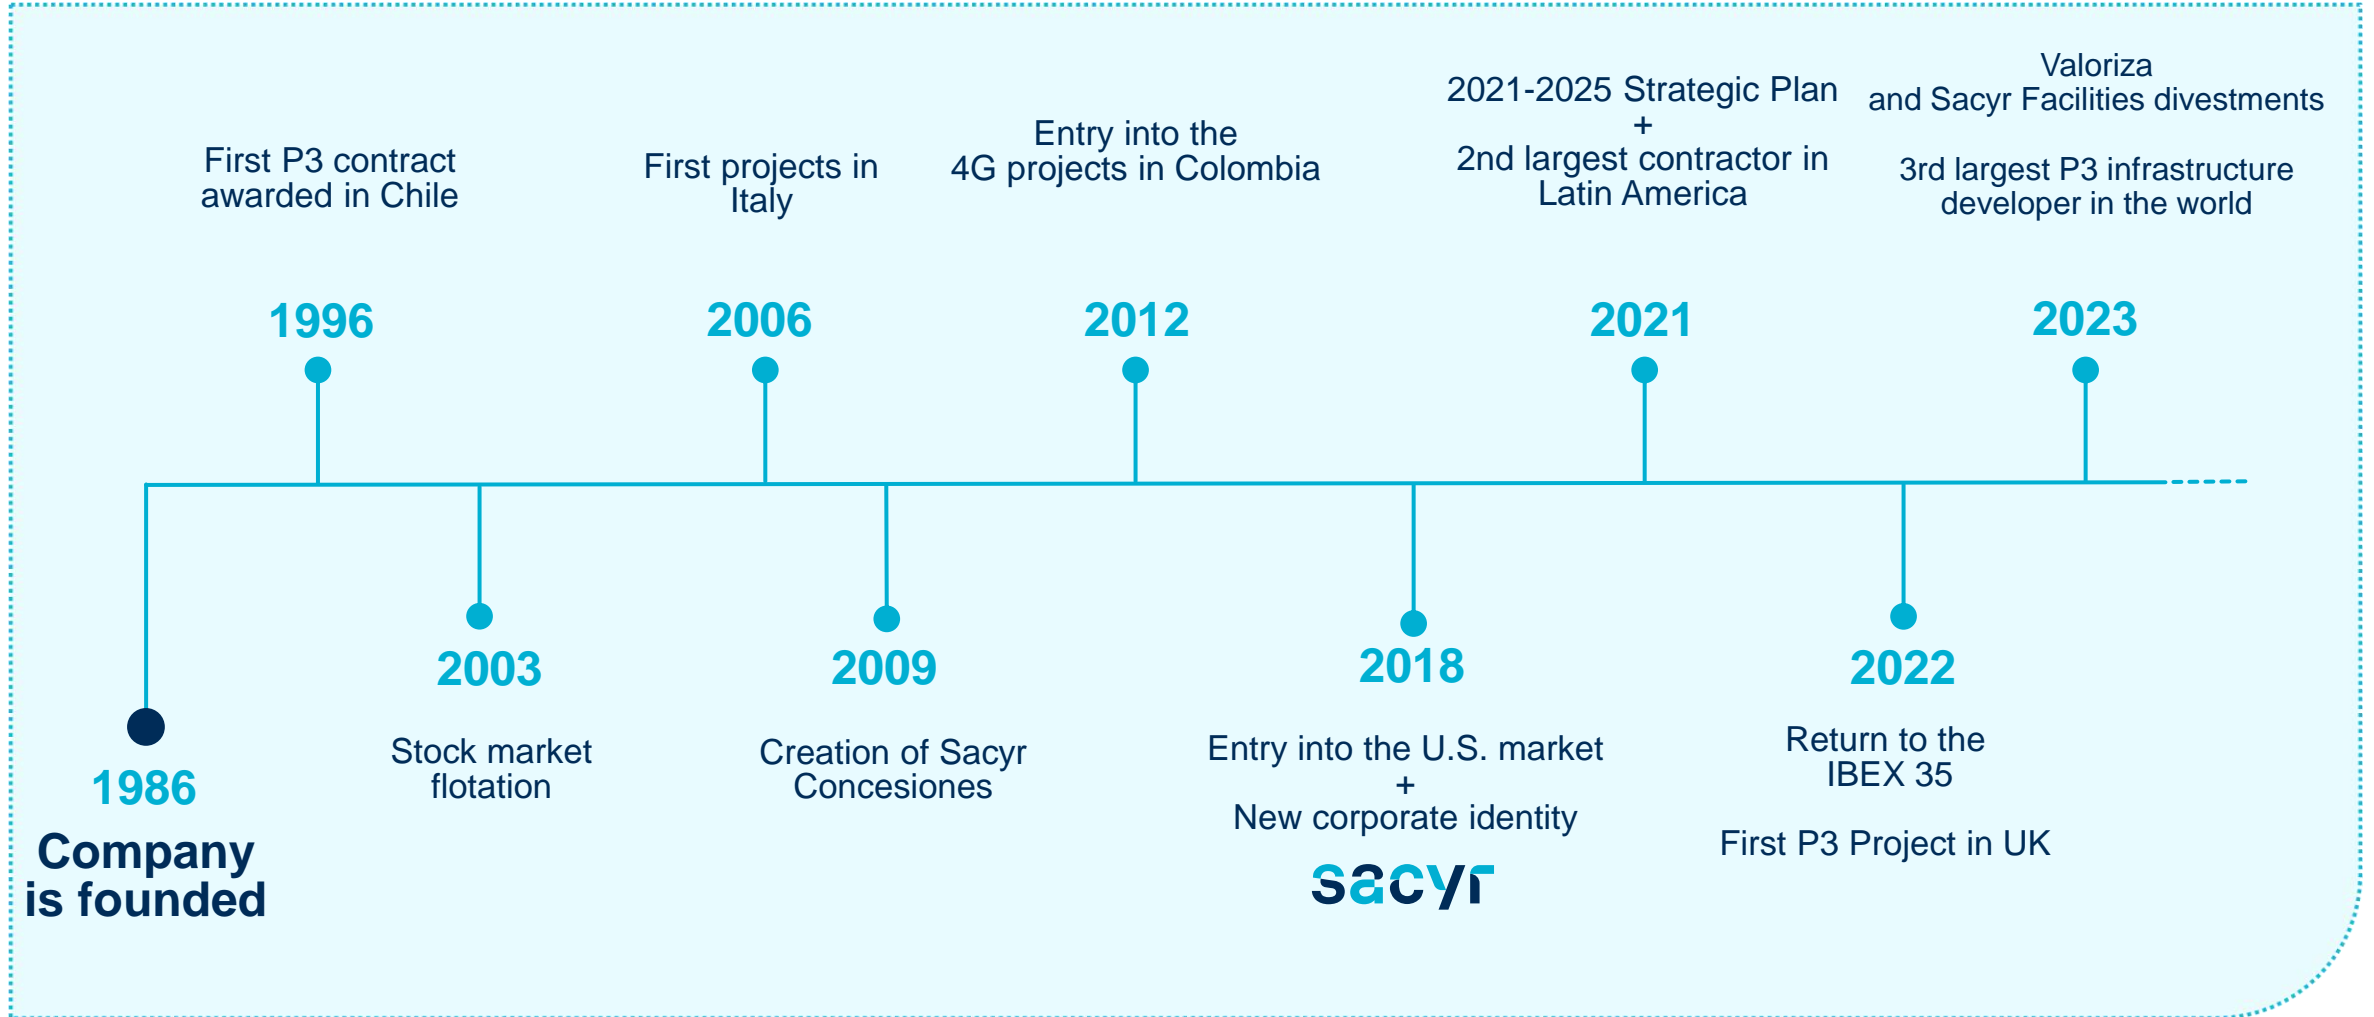 First P3 contract
awarded in Chile
1996
First projects in
Italy
2006
Entry into the
4G projects in Colombia
2012
2021-2025 Strategic Plan
+
2nd largest contractor in
Latin America
2021
Valoriza
and Sacyr Facilities divestments
3rd largest P3 infrastructure
developer in the world
2023
1986
Company
is founded
2003
Stock market
flotation
2009
Creation of Sacyr
Concesiones
2018
Entry into the U.S. market
+
New corporate identity
sacyr
2022
Return to the
IBEX 35
First P3 Project in UK